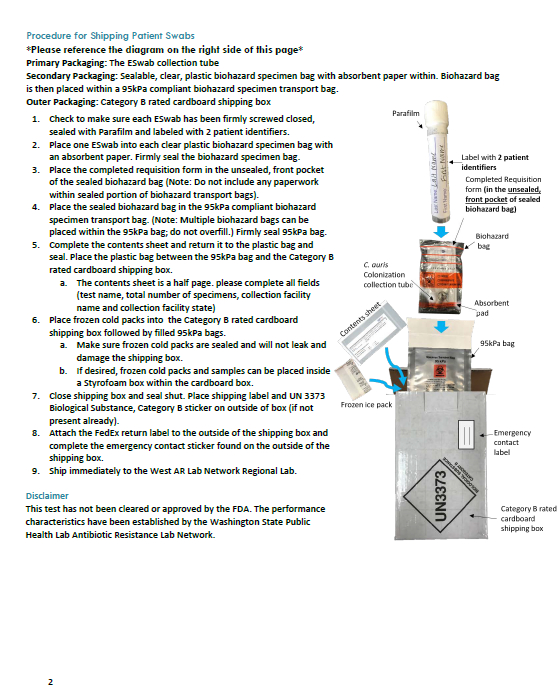 Procedure for Shipping Patient Swabs
*Please reference the diagram on the right side of this page*
Primary Packaging: The ESwab collection tube
Secondary Packaging: Sealable, clear, plastic biohazard specimen bag with absorbent paper within. Biohazard bag
is then placed within a 95kPa compliant biohazard specimen transport bag.
Outer Packaging: Category B rated cardboard shipping box
1. Check to make sure each ESwab has been firmly screwed closed,
sealed with Parafilm and labeled with 2 patient identifiers.
2. Place one ESwab into each clear plastic biohazard specimen bag with
an absorbent paper. Firmly seal the biohazard specimen bag.
3. Place the completed requisition form in the unsealed, front pocket
of the sealed biohazard bag (Note: Do not include any paperwork
within sealed portion of biohazard transport bags).
4. Place the sealed biohazard bag in the 95kPa compliant biohazard
specimen transport bag. (Note: Multiple biohazard bags can be
placed within the 95kPa bag; do not overfill.) Firmly seal 95kPa bag.
5. Complete the contents sheet and return it to the plastic bag and
seal. Place the plastic bag between the 95kPa bag and the Category B
rated cardboard shipping box.
a. The contents sheet is a half page. please complete all fields
(test name, total number of specimens, collection facility
name and collection facility state)
6. Place frozen cold packs into the Category B rated cardboard
shipping box followed by filled 95kPa bags.
a. Make sure frozen cold packs are sealed and will not leak and
damage the shipping box.
b. If desired, frozen cold packs and samples can be placed inside
a Styrofoam box within the cardboard box.
7. Close shipping box and seal shut. Place shipping label and UN 3373
Biological Substance, Category B sticker on outside of box (if not
present already).
8. Attach the FedEx return label to the outside of the shipping box and
complete the emergency contact sticker found on the outside of the
shipping box.
9. Ship immediately to the West AR Lab Network Regional Lab.
Disclaimer
This test has not been cleared or approved by the FDA. The performance
characteristics have been established by the Washington State Public
Health Lab Antibiotic Resistance Lab Network.
Parafilm
Last Name
First Name
Label with 2 patient
identifiers
Completed Requisition
form (in the unsealed,
front pocket of sealed
biohazard bag)
Biohazard
bag
C. auris
Colonization
collection tube
Absorbent
pad
Contents sheet
95kPa bag
Frozen ice pack
Emergency
contact
label
UN3373
BIOLOGICAL SUBSTANCE
CATEGORY B
Category B rated
cardboard
shipping box
2